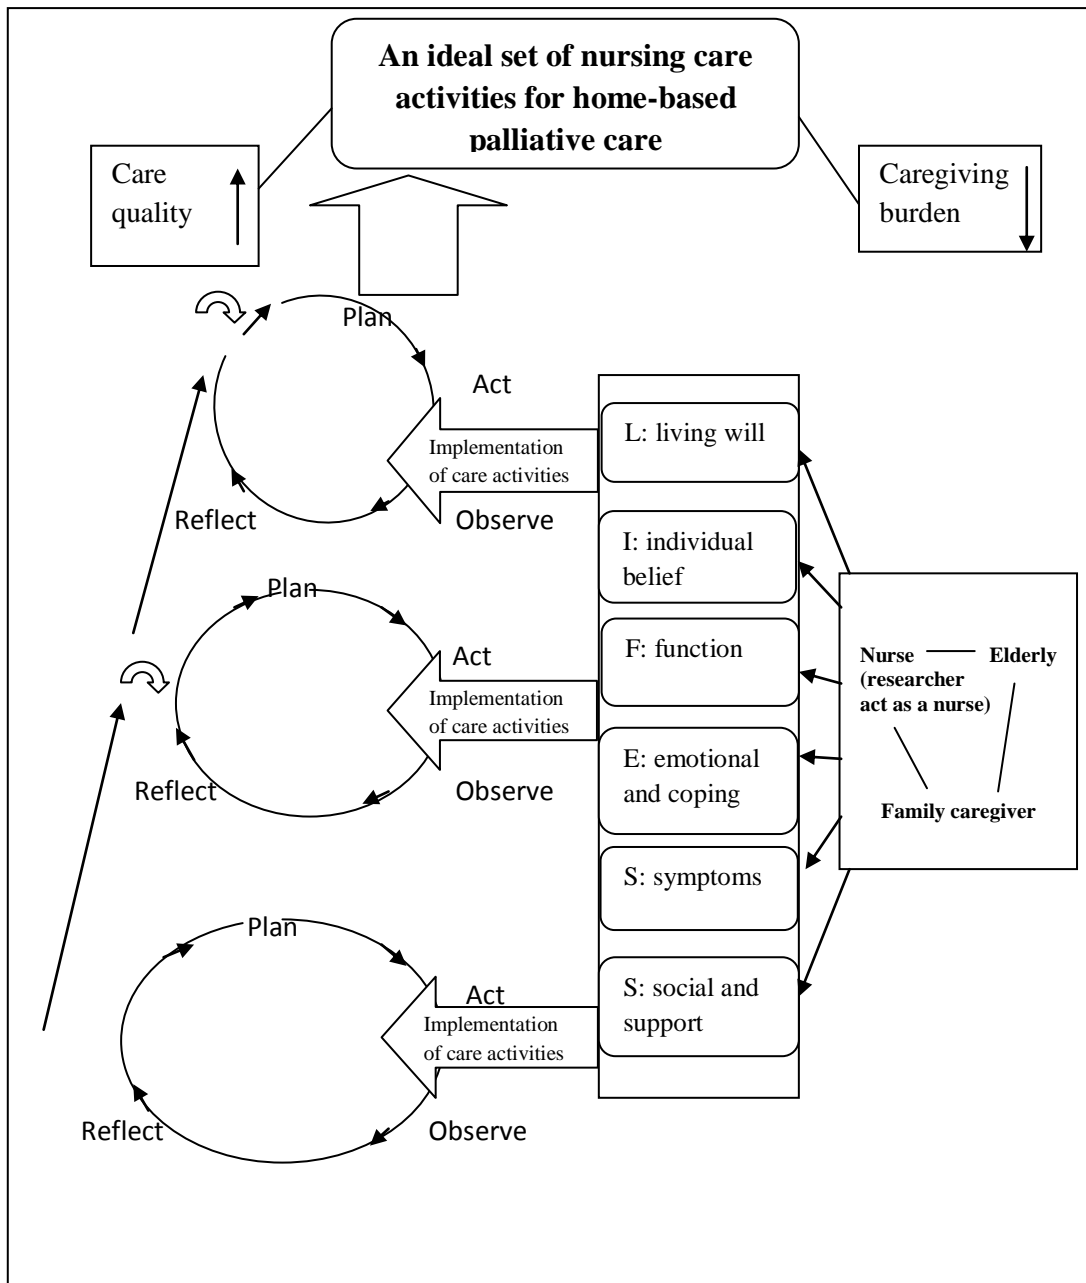 An ideal set of nursing care
activities for home-based
palliative care
Care
quality
Caregiving
burden
Plan
Act
Implementation
of care activities
Observe
Reflect
Plan
Act
Implementation
of care activities
Observe
Reflect
Plan
Act
Implementation
of care activities
Observe
Reflect
L: living will
I: individual
belief
F: function
E: emotional
and coping
S: symptoms
S: social and
support
Nurse
Elderly
(researcher
act as a nurse)
Family caregiver